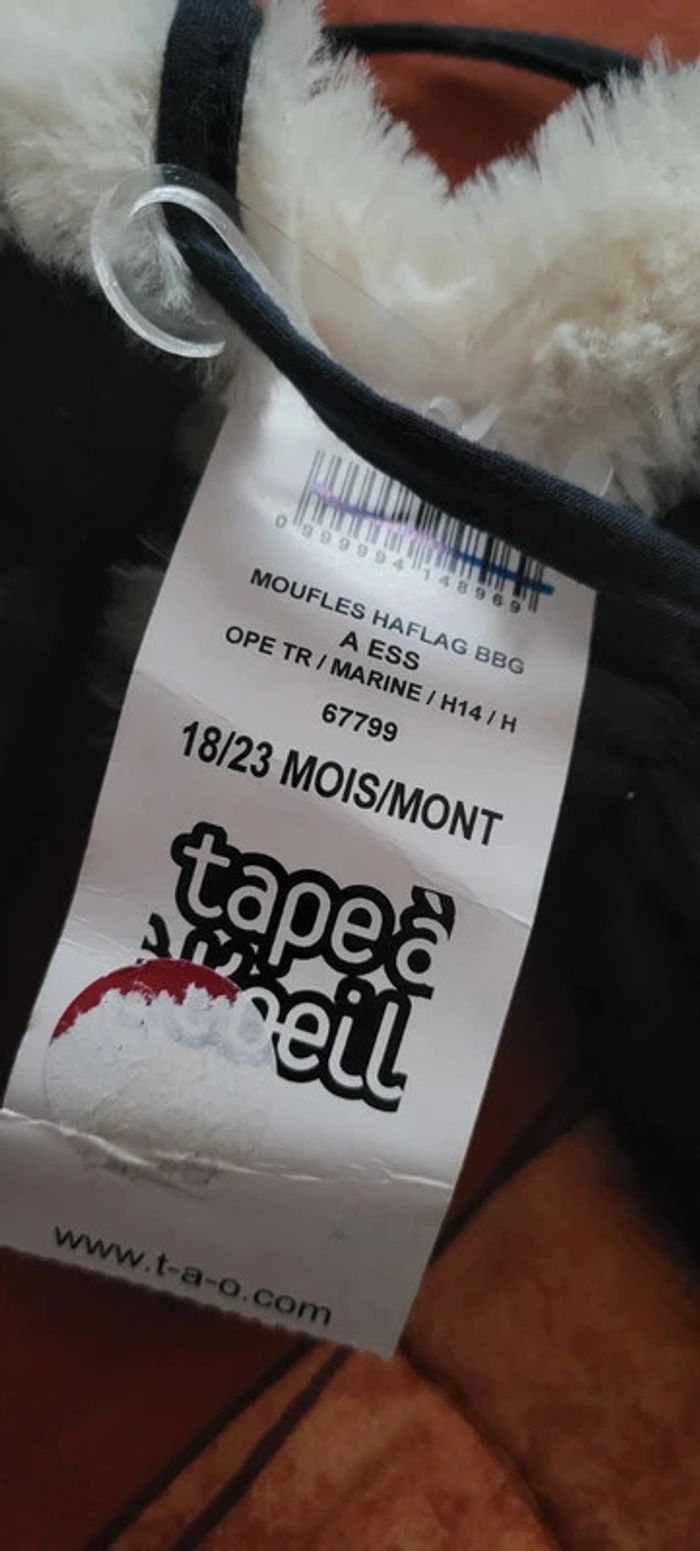 0 999994 148969
MOUFLES HAFLAG BBG
A ESS
OPE TR / MARINE / H14 / H
67799
18/23 MOIS/MONT
tape à
l'oeil
www.t-a-o.com